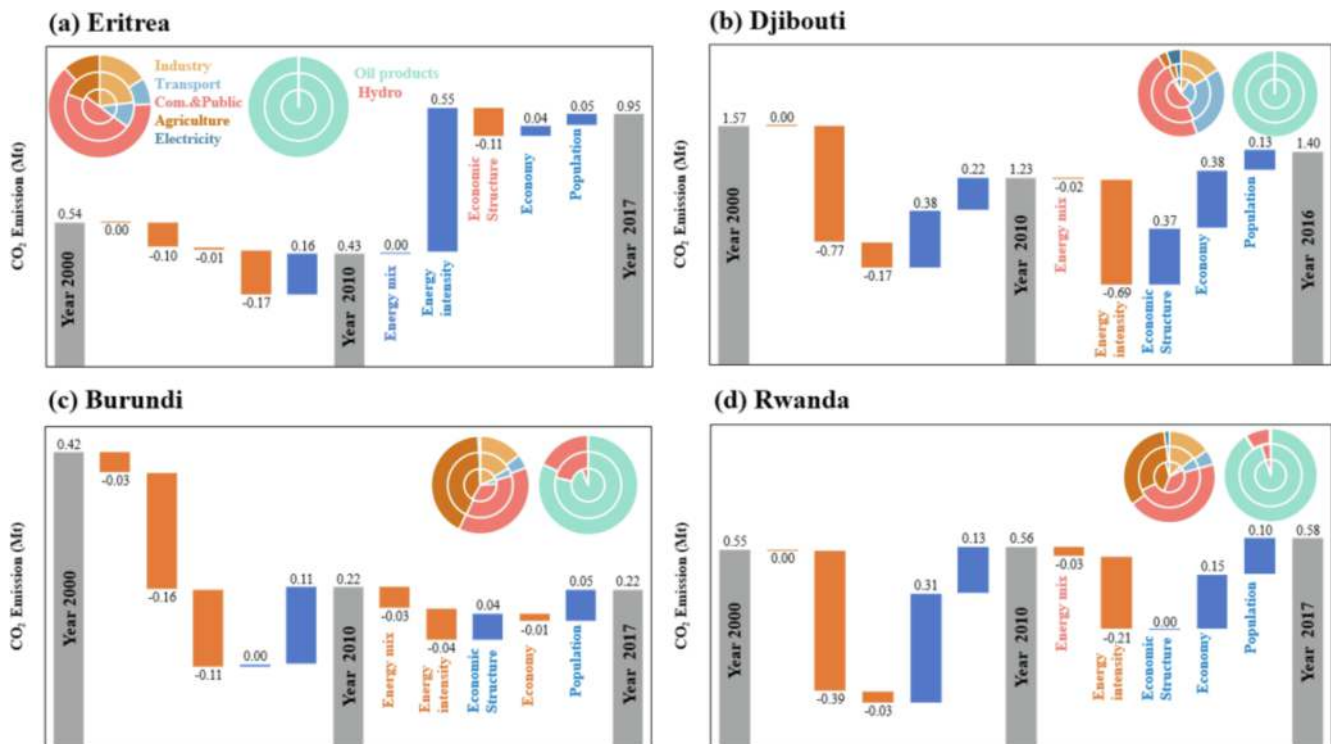 (a) Eritrea
CO₂ Emission (Mt)
Industry
Transport
Com.&Public
Agriculture
Electricity
Oil products
Hydro
0.54
0.00
-0.10
-0.01
-0.17
0.16
0.43
0.00
0.55
-0.11
0.04
0.05
0.95
Year 2000
Year 2010
Energy mix
Energy
intensity
Economic
Structure
Economy
Population
Year 2017
(b) Djibouti
CO₂ Emission (Mt)
1.57
0.00
-0.77
-0.17
0.38
0.22
1.23
-0.02
-0.69
0.37
0.38
0.13
1.40
Year 2000
Year 2010
Energy mix
Energy
intensity
Economic
Structure
Economy
Population
Year 2016
(c) Burundi
CO₂ Emission (Mt)
0.42
-0.03
-0.16
-0.11
0.00
0.11
0.22
-0.03
-0.04
0.04
-0.01
0.05
0.22
Year 2000
Year 2010
Energy mix
Energy
intensity
Economic
Structure
Economy
Population
Year 2017
(d) Rwanda
CO₂ Emission (Mt)
0.55
0.00
-0.39
-0.03
0.31
0.13
0.56
-0.03
-0.21
0.00
0.15
0.10
0.58
Year 2000
Year 2010
Energy mix
Energy
intensity
Economic
Structure
Economy
Population
Year 2017